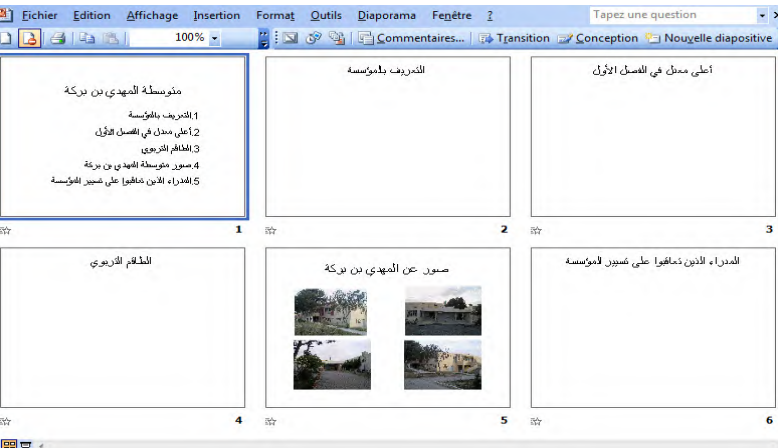 Fichier Edition Affichage Insertion Format Outils Diaporama Fenêtre ?
Tapez une question
100%
Commentaires... Transition Conception Nouvelle diapositive
متوسطة المهدي بن بركة
1.التعريف بالمؤسسة
2.أعلى معدل في الفصل الأول
3.الطاقم التربوي
4.صور متوسطة المهدي بن بركة
5.المدراء الذين تعاقبوا على تسيير المؤسسة
1
التعريف بالمؤسسة
2
أعلى معدل في الفصل الأول
3
الطاقم التربوي
4
صور عن المهدي بن بركة
5
المدراء الذين تعاقبوا على تسيير المؤسسة
6